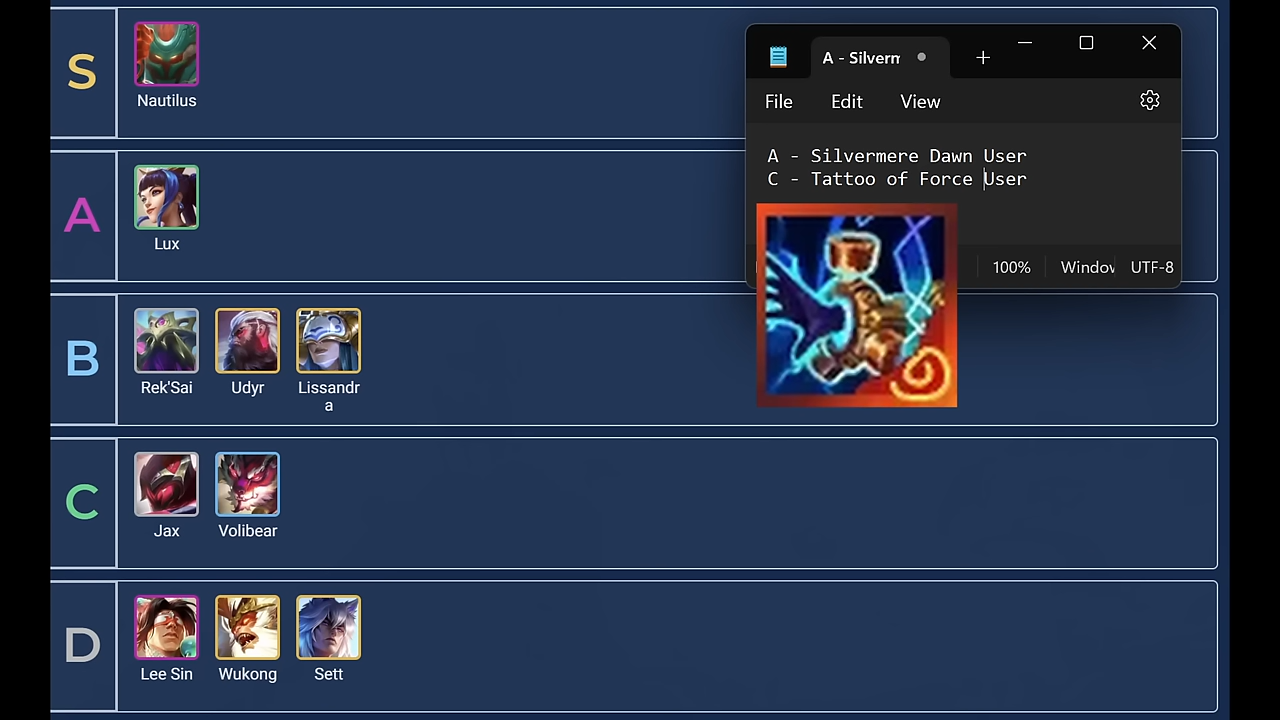 S
Nautilus
A
Lux
B
Rek'Sai
Udyr
Lissandr
a
C
Jax
Volibear
D
Lee Sin
Wukong
Sett
A - Silverm
File Edit View
A - Silvermere Dawn User
C - Tattoo of Force User
100% Window UTF-8